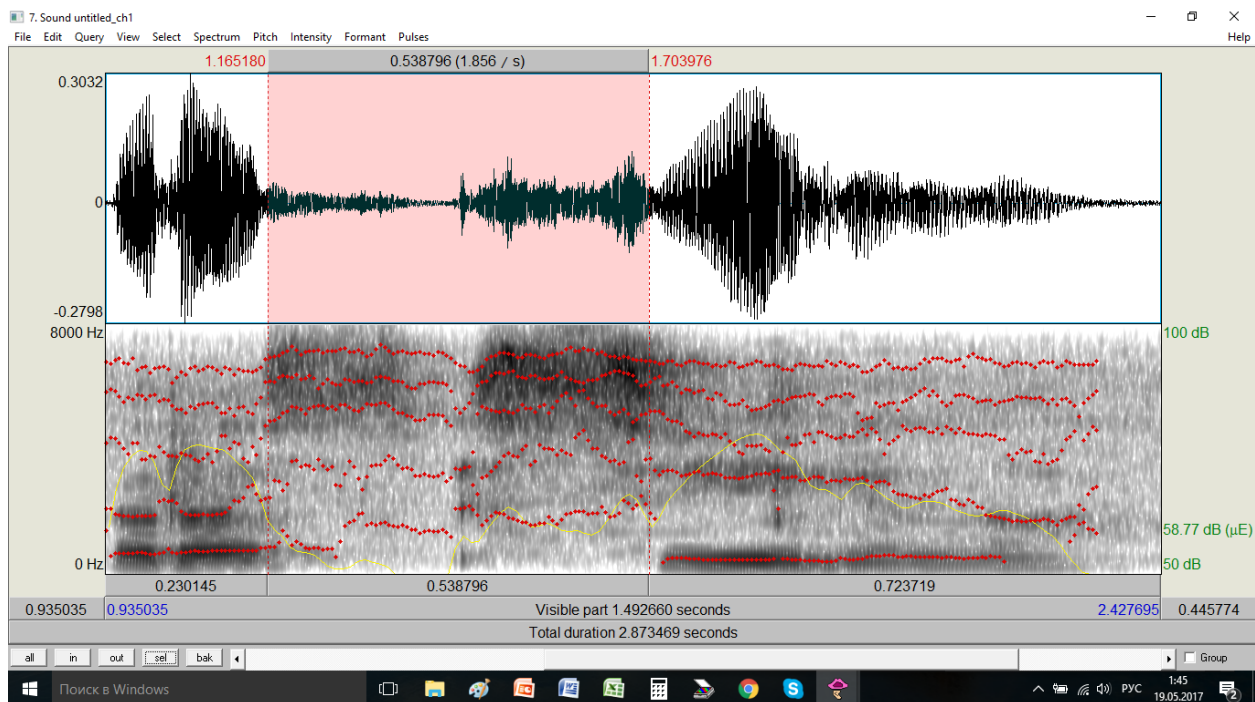 7. Sound untitled_ch1
File Edit Query View Select Spectrum Pitch Intensity Formant Pulses Help
1.165180 0.538796 (1.856 / s) 1.703976
0.3032
0
-0.2798
8000 Hz 100 dB
58.77 dB (µE)
0 Hz 50 dB
0.230145 0.538796 0.723719
0.935035 0.935035 Visible part 1.492660 seconds 2.427695 0.445774
Total duration 2.873469 seconds
all in out sel bak Group
Поиск в Windows РУС 1:45
19.05.2017 2